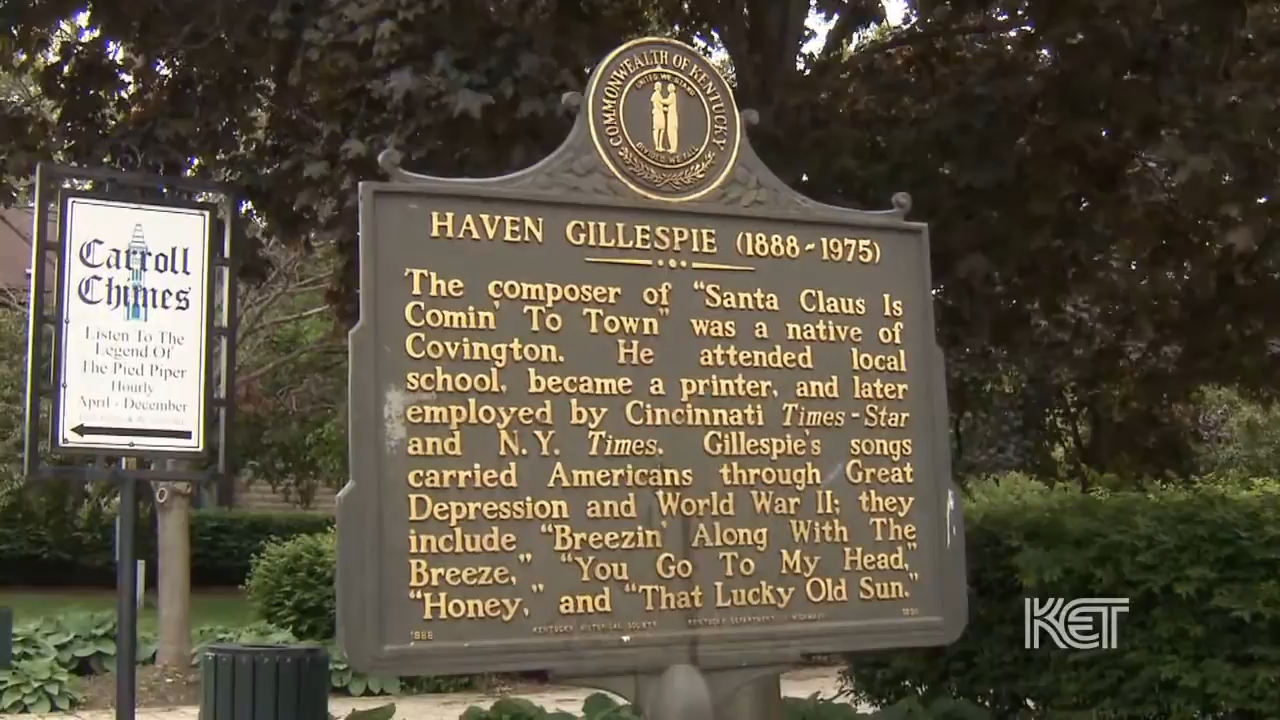 COMMONWEALTH OF KENTUCKY
UNITED WE STAND
DIVIDED WE FALL
HAVEN GILLESPIE (1888-1975)
The composer of "Santa Claus Is
Comin' To Town" was a native of
Covington. He attended local
school, became a printer, and later
employed by Cincinnati Times-Star
and N.Y. Times. Gillespie's songs
carried Americans through Great
Depression and World War II; they
include "Breezin' Along With The
Breeze," "You Go To My Head,"
"Honey," and "That Lucky Old Sun."
1988 KENTUCKY HISTORICAL SOCIETY KENTUCKY DEPARTMENT HIGHWAYS
Carroll
Chimes
Listen To The
Legend Of
The Pied Piper
Hourly
April - December
KET